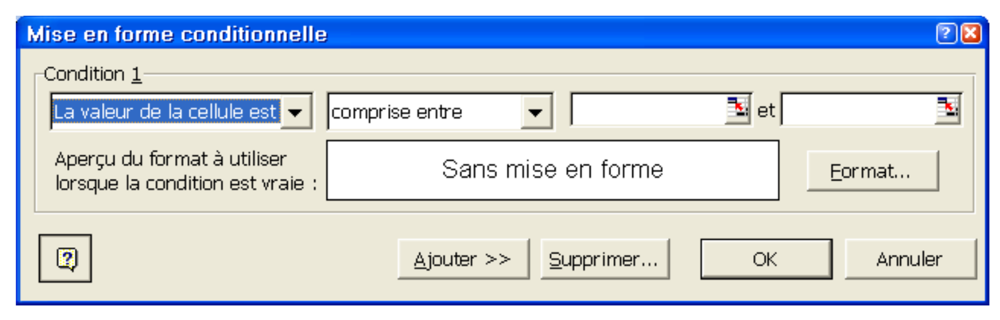 Mise en forme conditionnelle
Condition 1
La valeur de la cellule est comprise entre et
Aperçu du format à utiliser
lorsque la condition est vraie :
Sans mise en forme
Format...
Ajouter >> Supprimer... OK Annuler